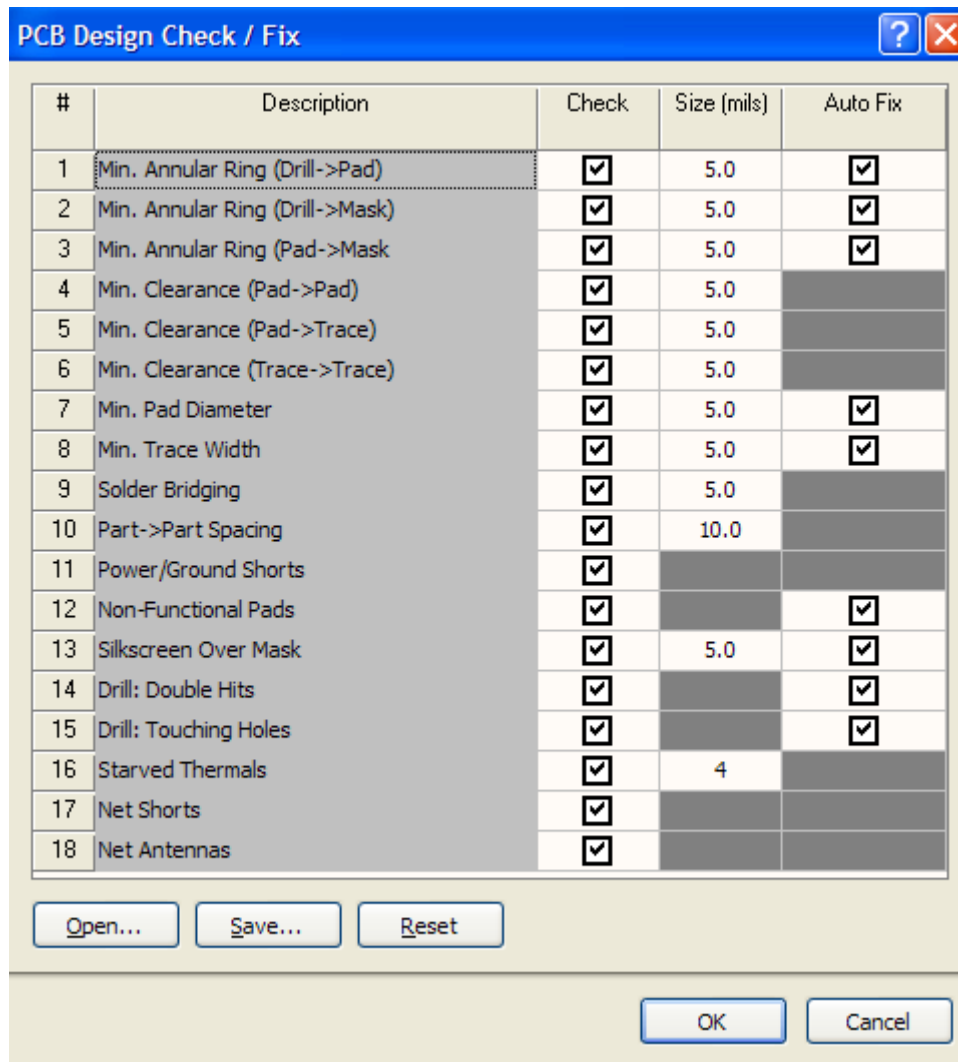 PCB Design Check / Fix
# Description Check Size (mils) Auto Fix
1 Min. Annular Ring (Drill->Pad) 5.0
2 Min. Annular Ring (Drill->Mask) 5.0
3 Min. Annular Ring (Pad->Mask 5.0
4 Min. Clearance (Pad->Pad) 5.0
5 Min. Clearance (Pad->Trace) 5.0
6 Min. Clearance (Trace->Trace) 5.0
7 Min. Pad Diameter 5.0
8 Min. Trace Width 5.0
9 Solder Bridging 5.0
10 Part->Part Spacing 10.0
11 Power/Ground Shorts
12 Non-Functional Pads
13 Silkscreen Over Mask 5.0
14 Drill: Double Hits
15 Drill: Touching Holes
16 Starved Thermals 4
17 Net Shorts
18 Net Antennas
Open... Save... Reset
OK Cancel